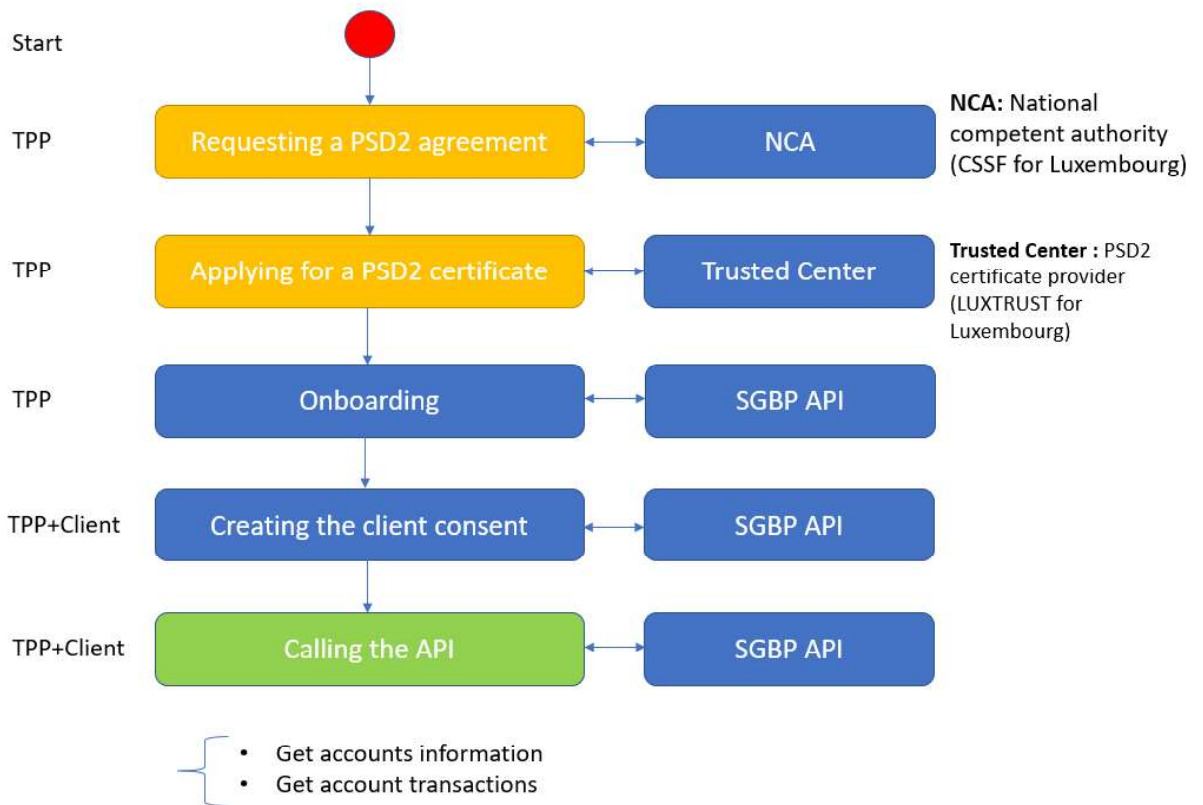 Start
TPP
Requesting a PSD2 agreement
NCA
NCA: National
competent authority
(CSSF for Luxembourg)
TPP
Applying for a PSD2 certificate
Trusted Center
Trusted Center : PSD2
certificate provider
(LUXTRUST for
Luxembourg)
TPP
Onboarding
SGBP API
TPP+Client
Creating the client consent
SGBP API
TPP+Client
Calling the API
SGBP API
• Get accounts information
• Get account transactions